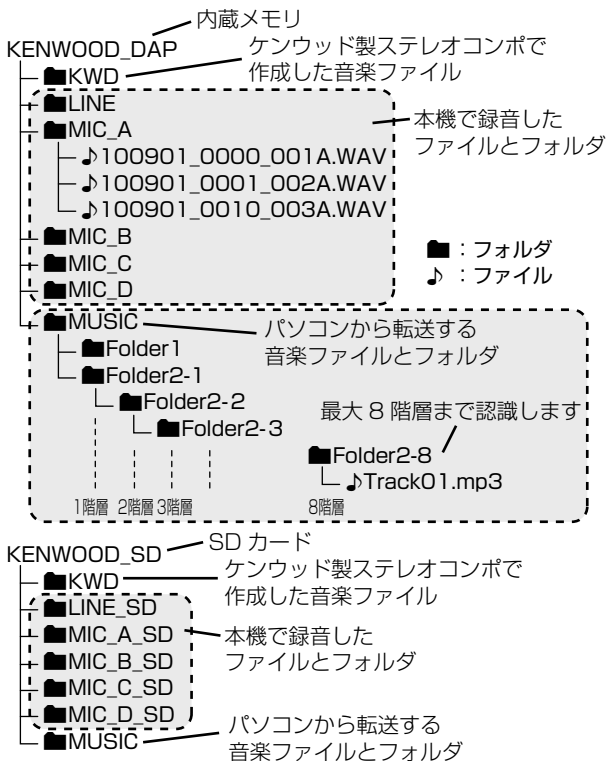 内蔵メモリ
KENWOOD_DAP
ケンウッド製ステレオコンポで
作成した音楽ファイル
KWD
LINE
MIC_A
本機で録音した
ファイルとフォルダ
♪100901_0000_001A.WAV
♪100901_0001_002A.WAV
♪100901_0010_003A.WAV
MIC_B
MIC_C
MIC_D
：フォルダ
♪：ファイル
MUSIC
パソコンから転送する
音楽ファイルとフォルダ
Folder1
Folder2-1
Folder2-2
Folder2-3
最大 8 階層まで認識します
Folder2-8
♪Track01.mp3
1階層 2階層 3階層 8階層
SD カード
KENWOOD_SD
ケンウッド製ステレオコンポで
作成した音楽ファイル
KWD
LINE_SD
MIC_A_SD
本機で録音した
ファイルとフォルダ
MIC_B_SD
MIC_C_SD
MIC_D_SD
パソコンから転送する
音楽ファイルとフォルダ
MUSIC